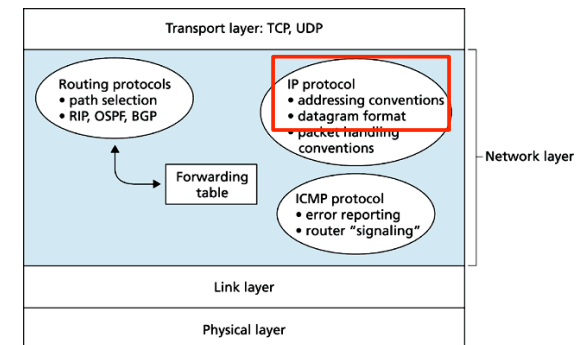 Transport layer: TCP, UDP
Routing protocols
• path selection
• RIP, OSPF, BGP
IP protocol
• addressing conventions
• datagram format
• packet handling
conventions
Network layer
Forwarding
table
ICMP protocol
• error reporting
• router “signaling”
Link layer
Physical layer